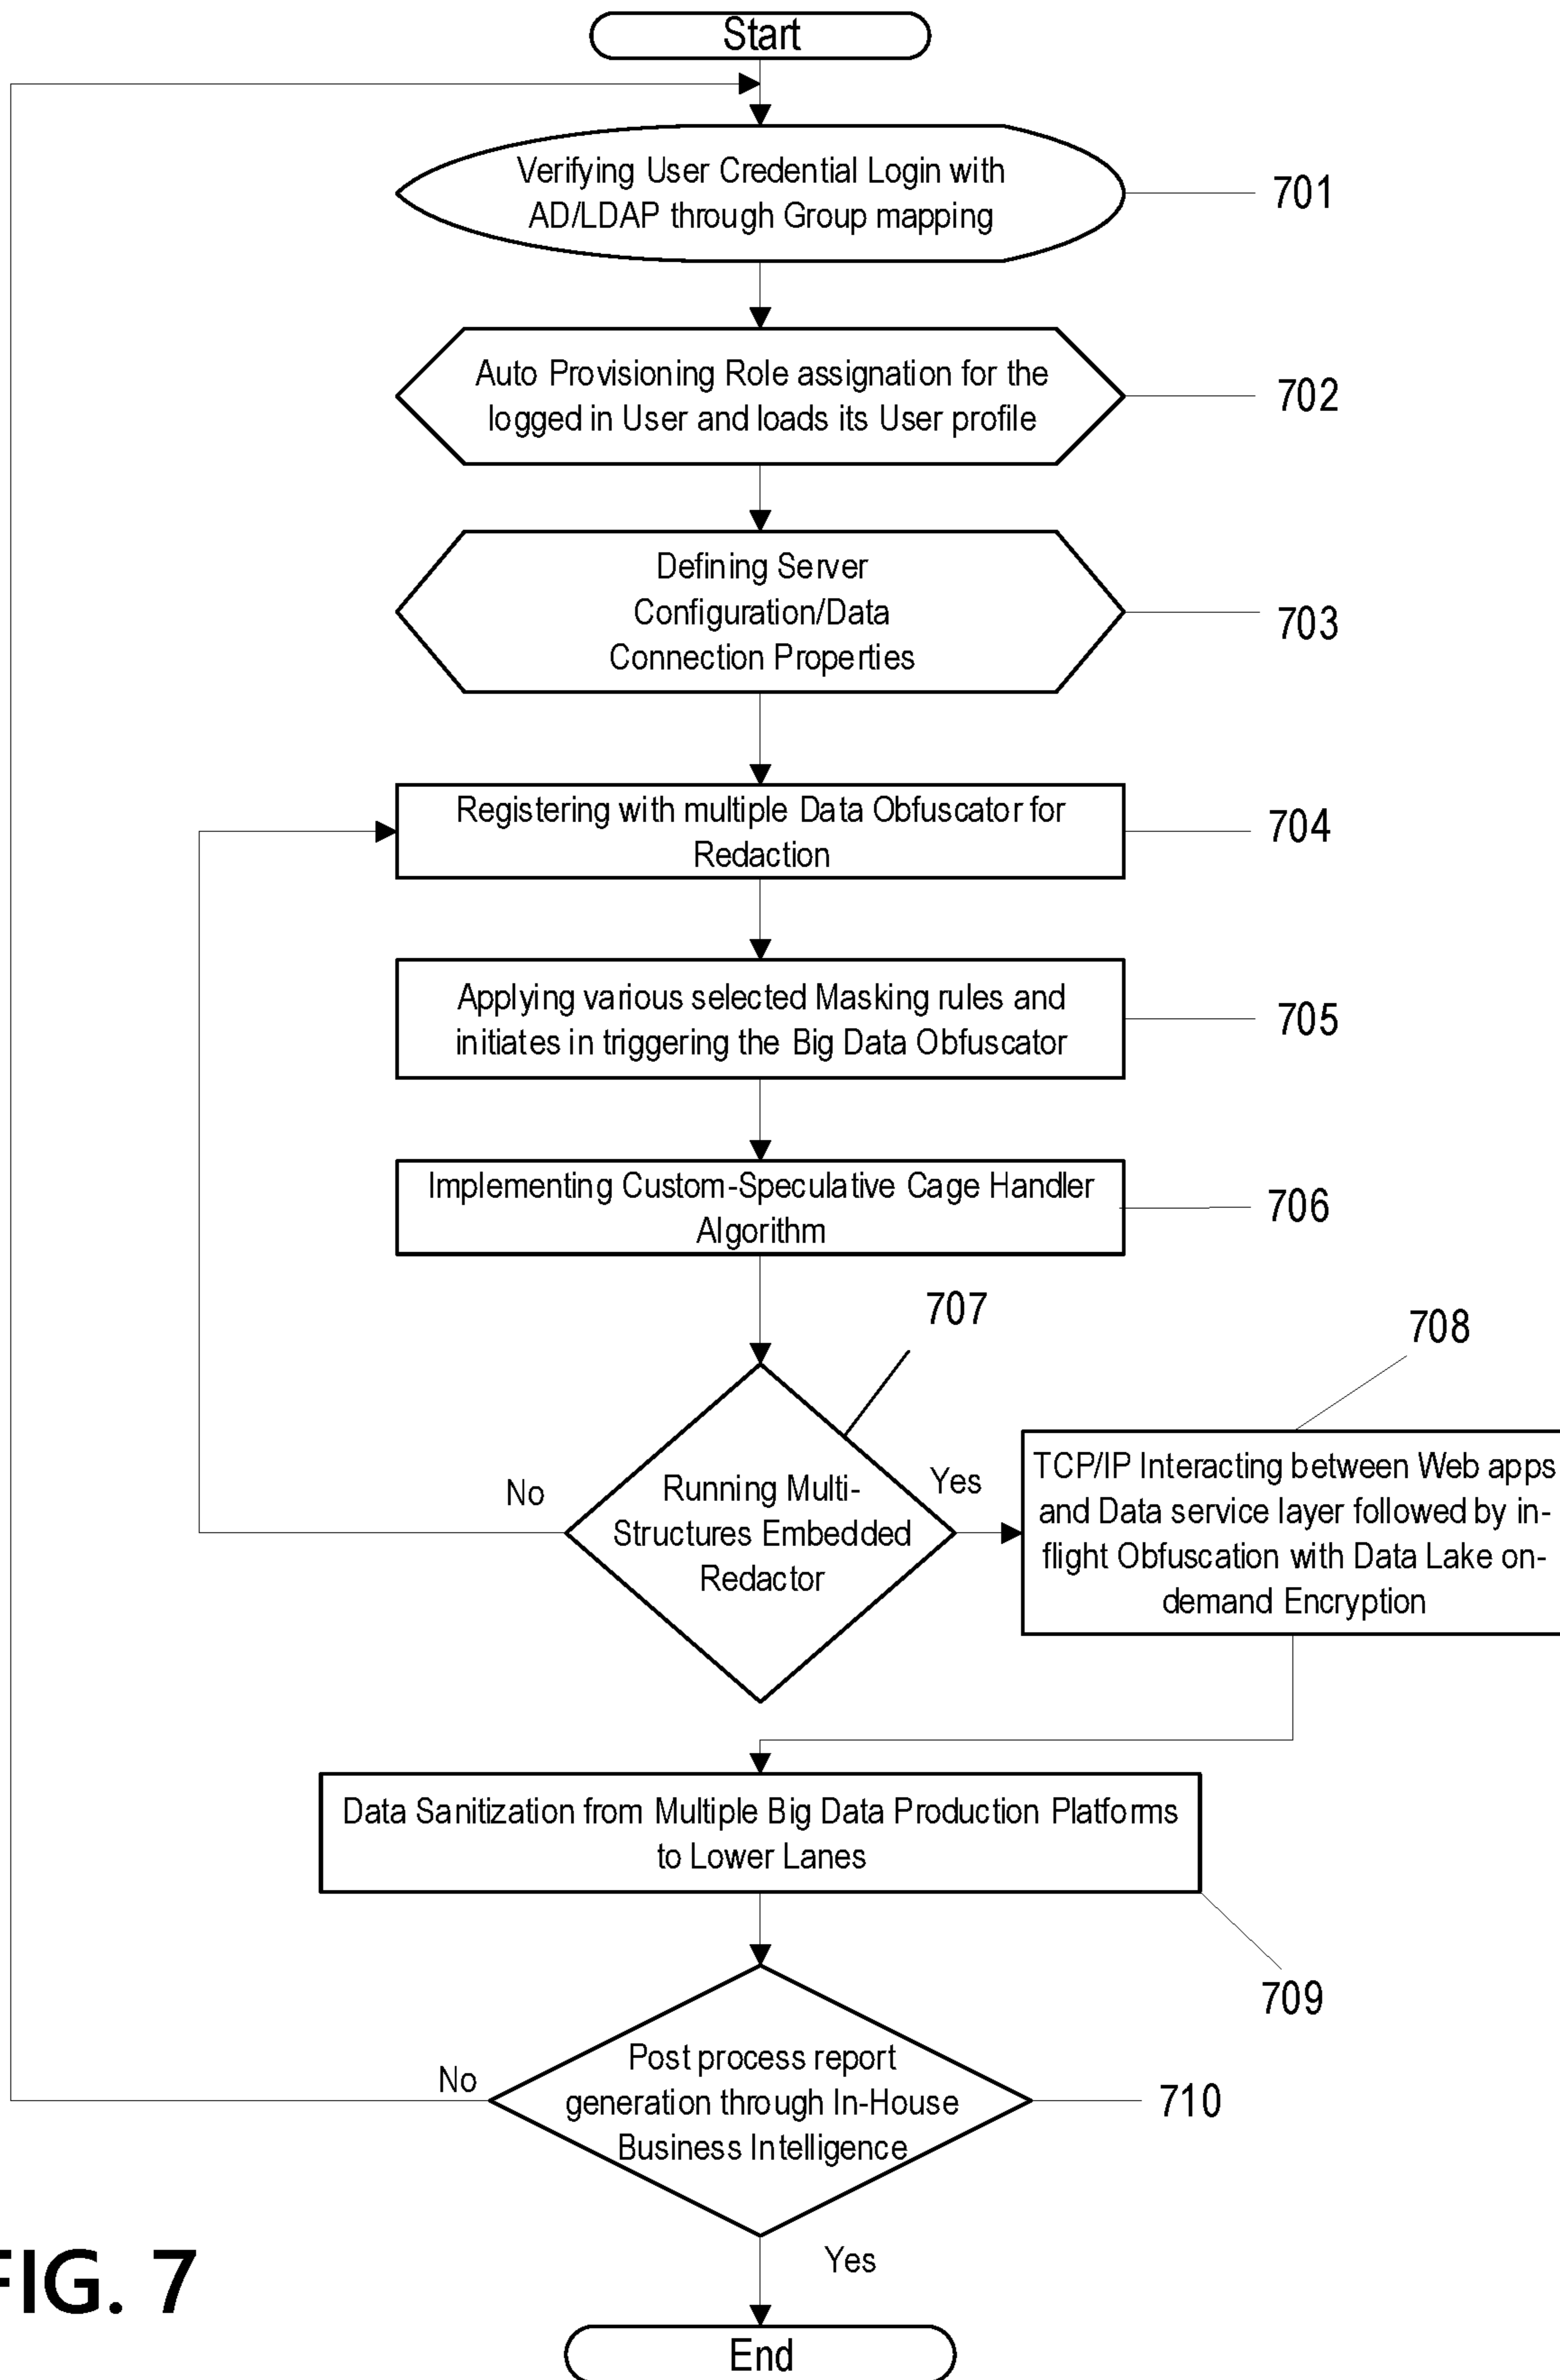 Start
Verifying User Credential Login with
AD/LDAP through Group mapping
701
Auto Provisioning Role assignation for the
logged in User and loads its User profile
702
Defining Server
Configuration/Data
Connection Properties
703
Registering with multiple Data Obfuscator for
Redaction
704
Applying various selected Masking rules and
initiates in triggering the Big Data Obfuscator
705
Implementing Custom-Speculative Cage Handler
Algorithm
706
707
708
No
Running Multi-
Structures Embedded
Redactor
Yes
TCP/IP Interacting between Web apps
and Data service layer followed by in-
flight Obfuscation with Data Lake on-
demand Encryption
Data Sanitization from Multiple Big Data Production Platforms
to Lower Lanes
709
No
Post process report
generation through In-House
Business Intelligence
710
Yes
FIG. 7
End